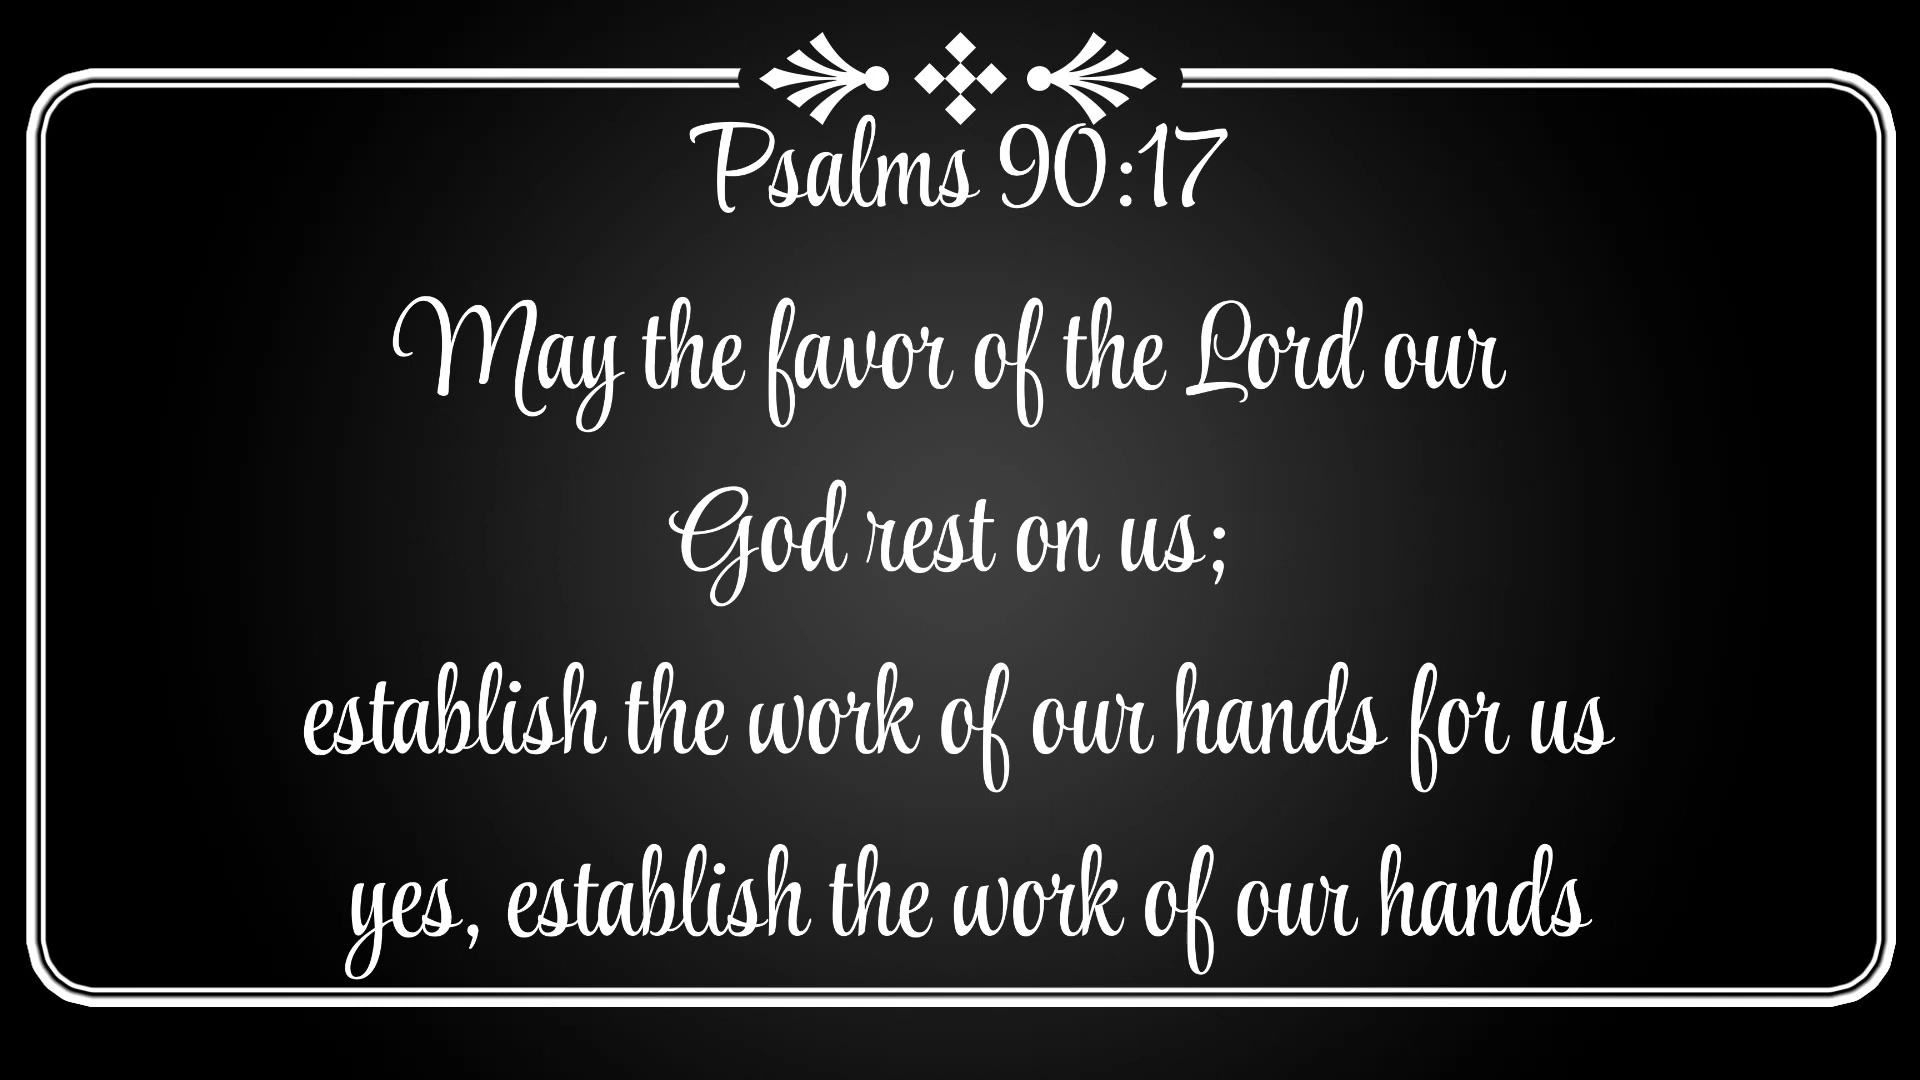 Psalms 90:17
May the favor of the Lord our
God rest on us;
establish the work of our hands for us
yes, establish the work of our hands